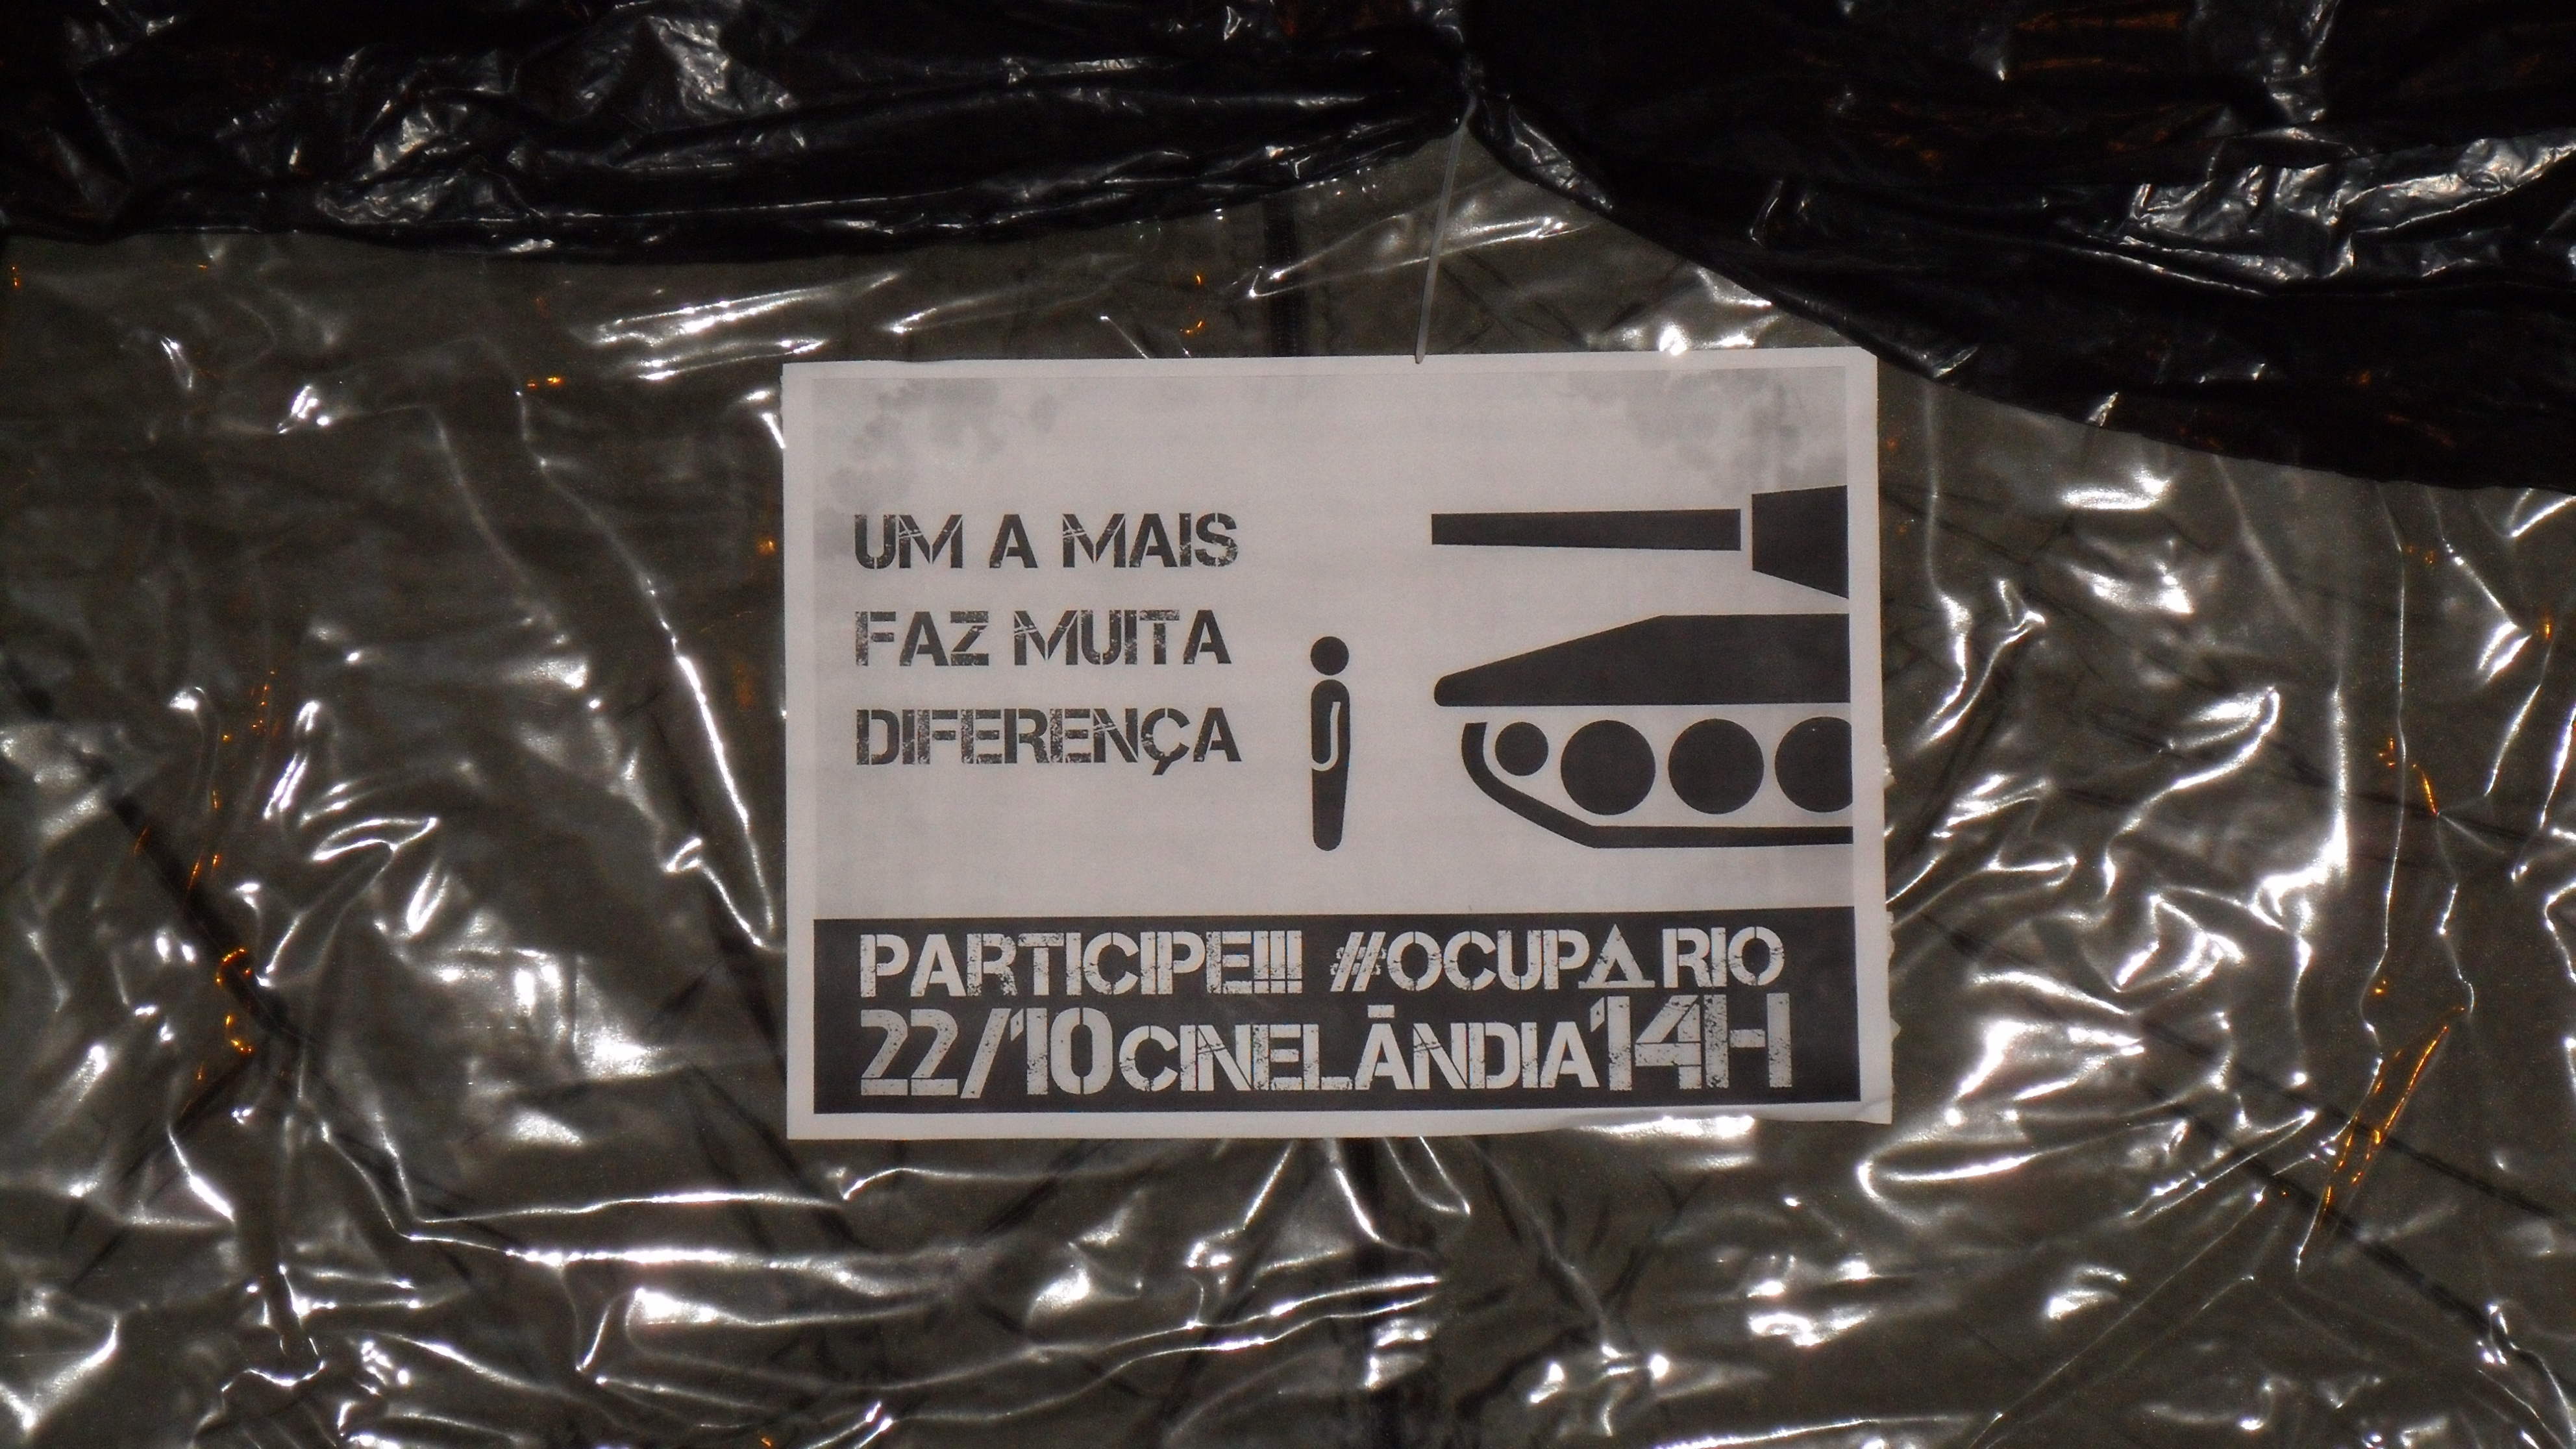 UM A MAIS
FAZ MUITA
DIFERENÇA
PARTICIPE!!! #OCUPA RIO
22/10 CINELÂNDIA 14H